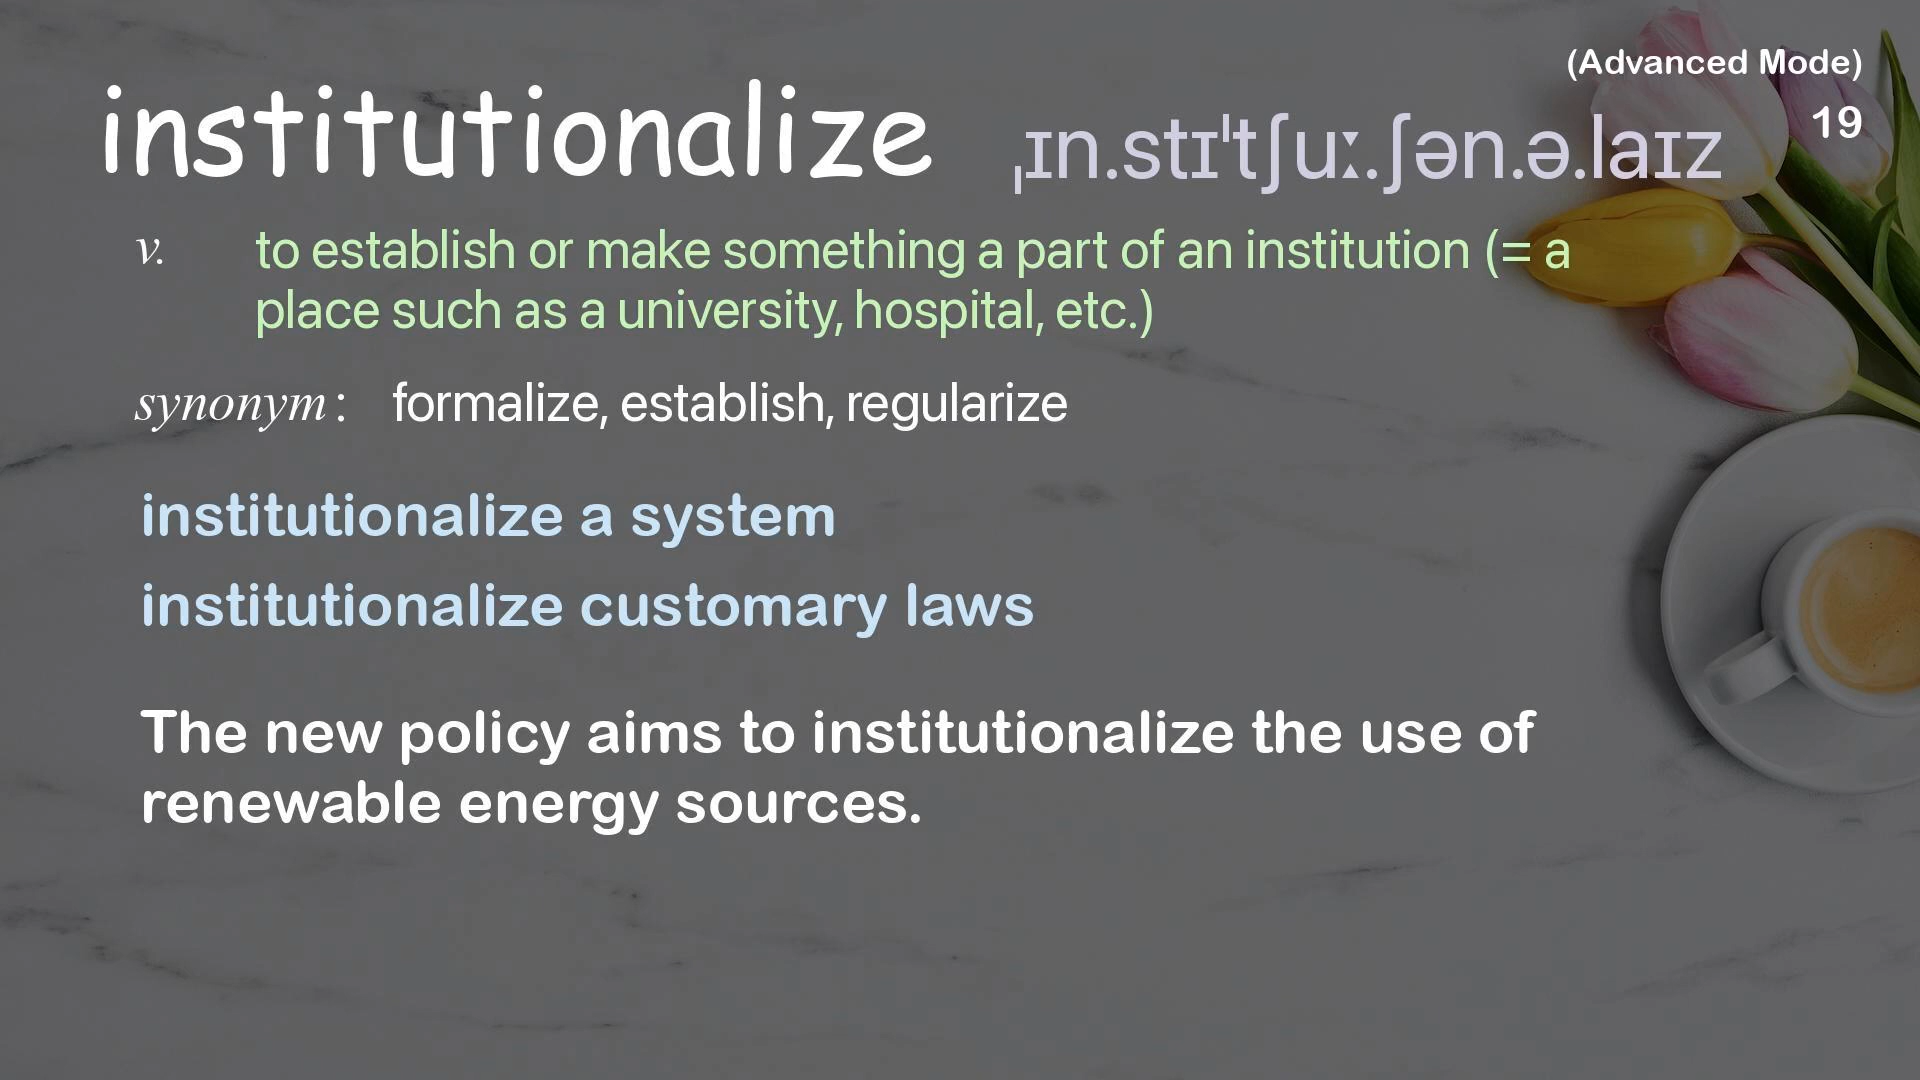 (Advanced Mode)
institutionalize ˌɪn.stɪˈtʃuː.ʃən.ə.laɪz 19
v. to establish or make something a part of an institution (= a
place such as a university, hospital, etc.)
synonym: formalize, establish, regularize
institutionalize a system
institutionalize customary laws
The new policy aims to institutionalize the use of
renewable energy sources.